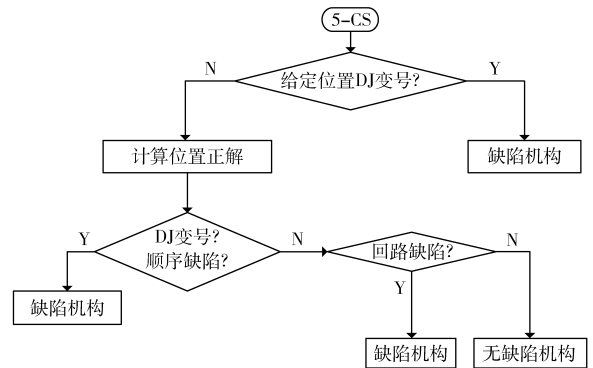 5-CS
N
给定位置DJ变号?
Y
计算位置正解
缺陷机构
Y
DJ变号?
顺序缺陷?
N
回路缺陷?
N
Y
缺陷机构
缺陷机构
无缺陷机构